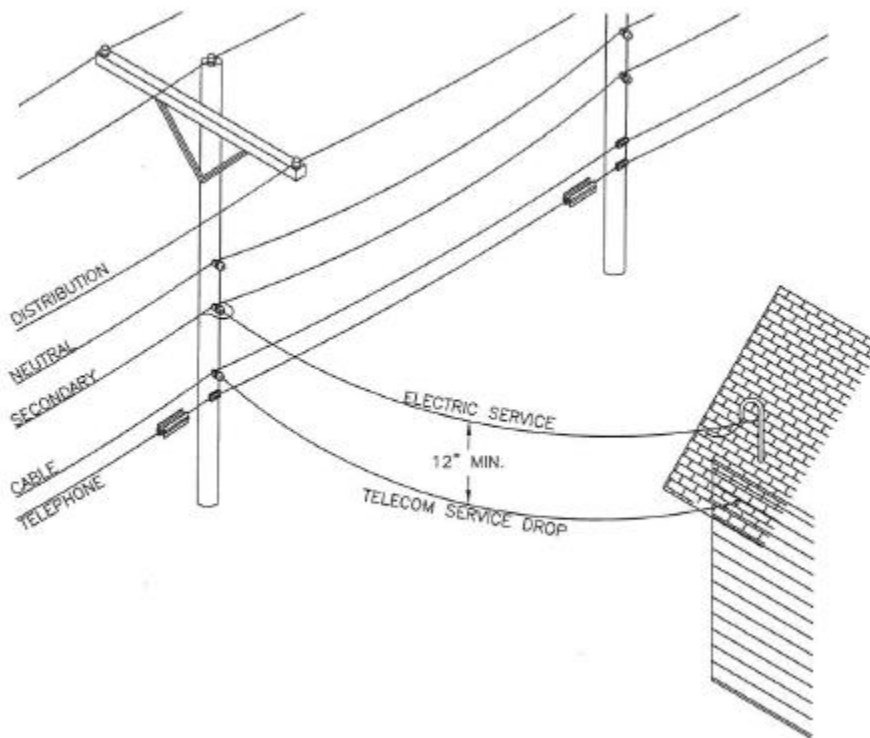 DISTRIBUTION
NEUTRAL
SECONDARY
CABLE
TELEPHONE
ELECTRIC SERVICE
12" MIN.
TELECOM SERVICE DROP